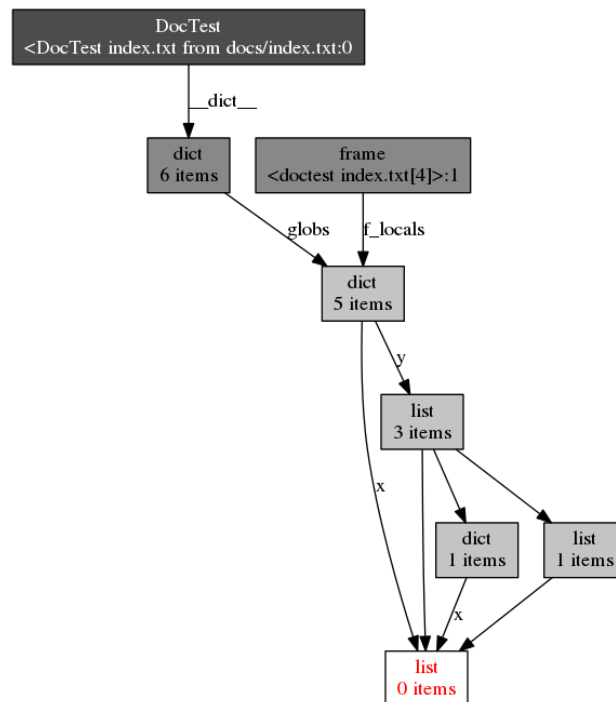 DocTest
<DocTest index.txt from docs/index.txt:0
__dict__
dict
6 items
frame
<doctest index.txt[4]>:1
globs
f_locals
dict
5 items
y
list
3 items
x
dict
1 items
list
1 items
x
list
0 items